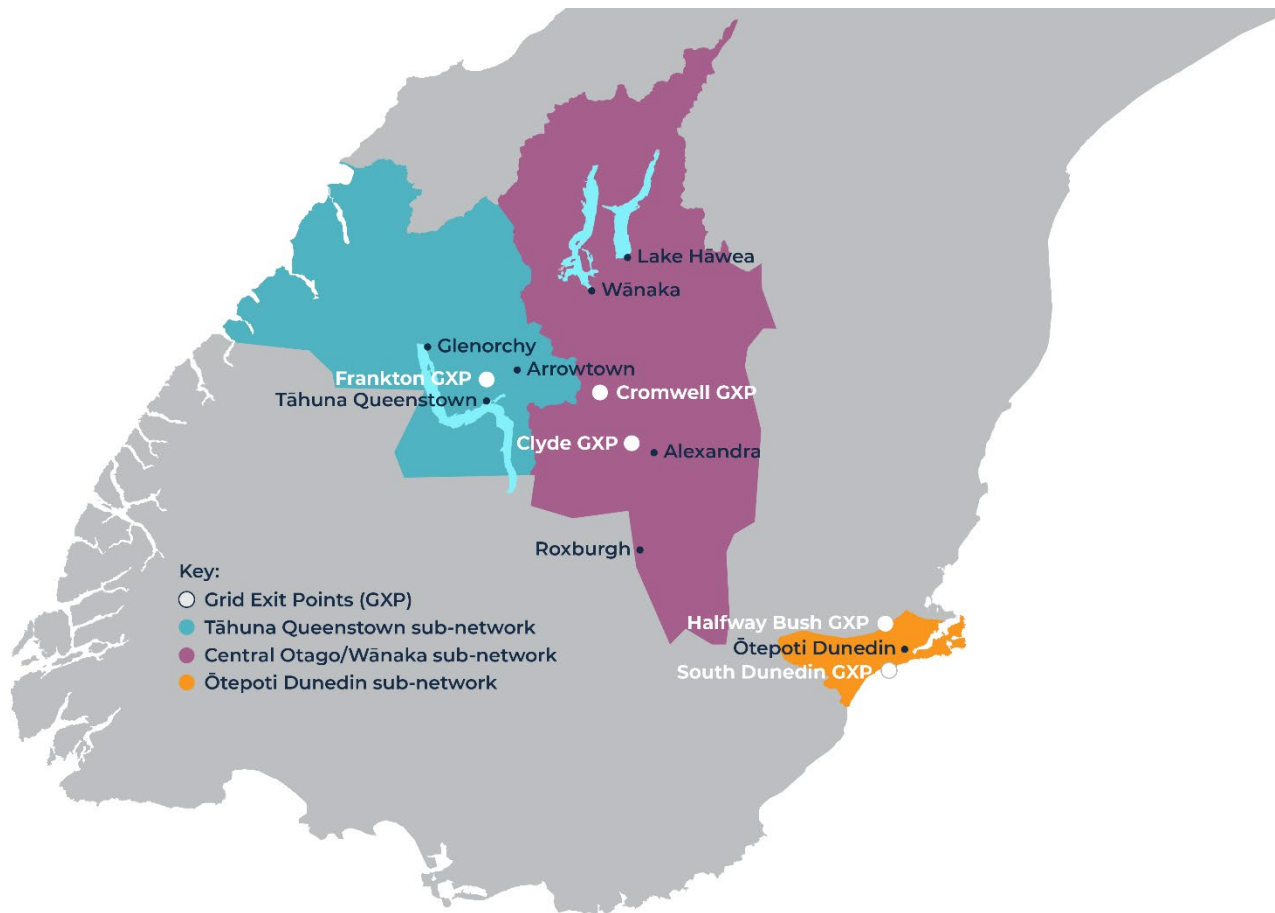 Lake Hāwea
Wānaka
Glenorchy
Arrowtown
Frankton GXP
Tāhuna Queenstown
Cromwell GXP
Clyde GXP
Alexandra
Roxburgh
Key:
Grid Exit Points (GXP)
Tāhuna Queenstown sub-network
Central Otago/Wānaka sub-network
Ōtepoti Dunedin sub-network
Halfway Bush GXP
Ōtepoti Dunedin
South Dunedin GXP